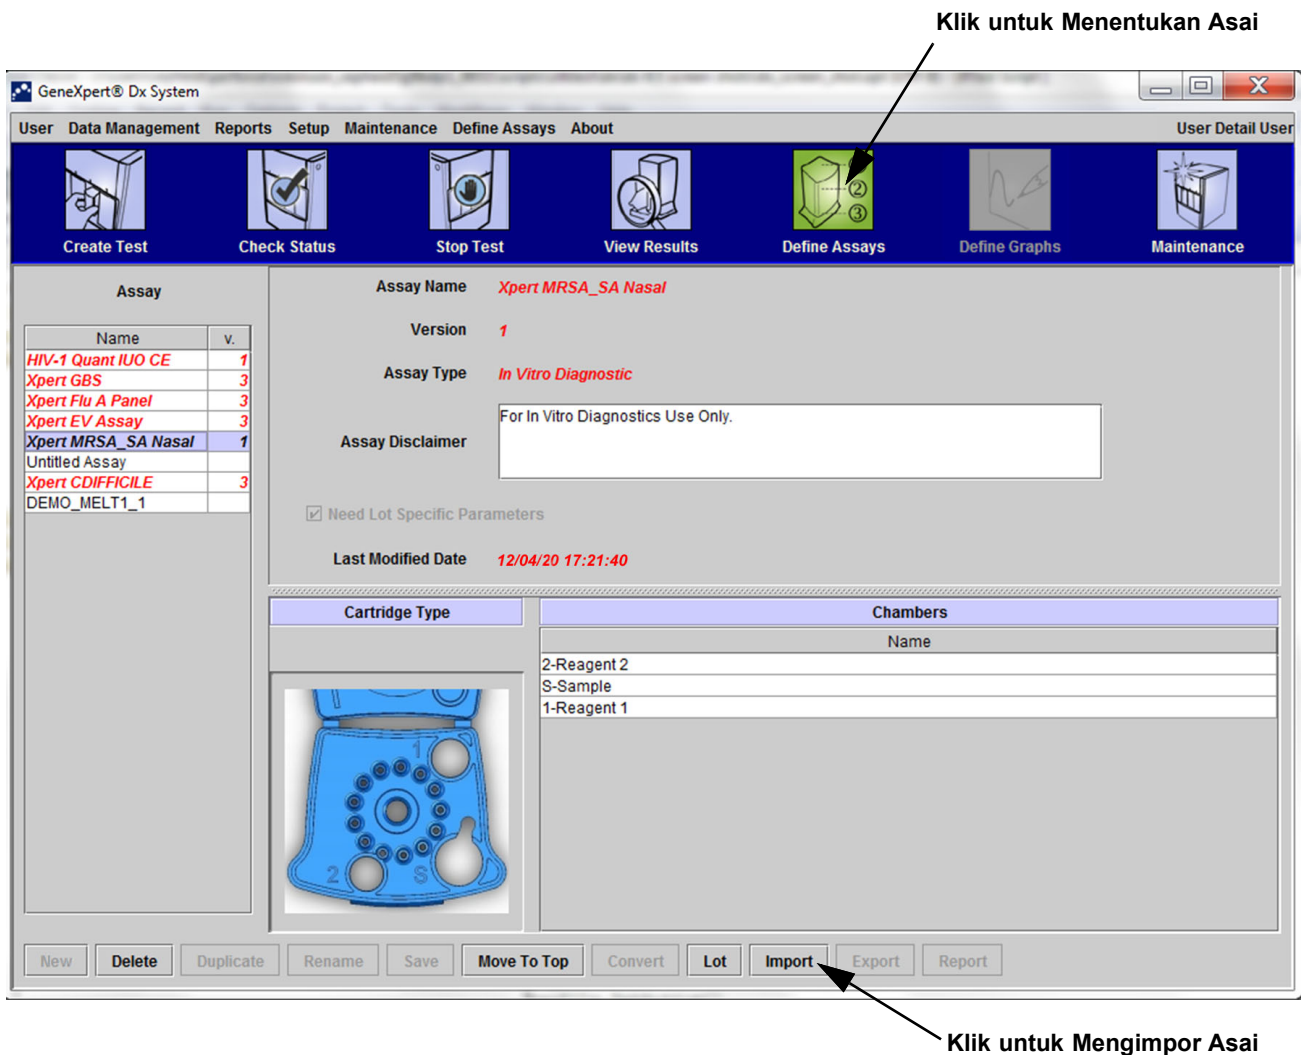 Klik untuk Menentukan Asai
GeneXpert® Dx System
User Data Management Reports Setup Maintenance Define Assays About User Detail User
Create Test Check Status Stop Test View Results Define Assays Define Graphs Maintenance
Assay
Name v.
HIV-1 Quant IUO CE 1
Xpert GBS 3
Xpert Flu A Panel 3
Xpert EV Assay 3
Xpert MRSA_SA Nasal 1
Untitled Assay
Xpert CDIFFICILE 3
DEMO_MELT1_1
Assay Name Xpert MRSA_SA Nasal
Version 1
Assay Type In Vitro Diagnostic
Assay Disclaimer For In Vitro Diagnostics Use Only.
Need Lot Specific Parameters
Last Modified Date 12/04/20 17:21:40
Cartridge Type
1
2 S
Chambers
Name
2-Reagent 2
S-Sample
1-Reagent 1
New Delete Duplicate Rename Save Move To Top Convert Lot Import Export Report
Klik untuk Mengimpor Asai